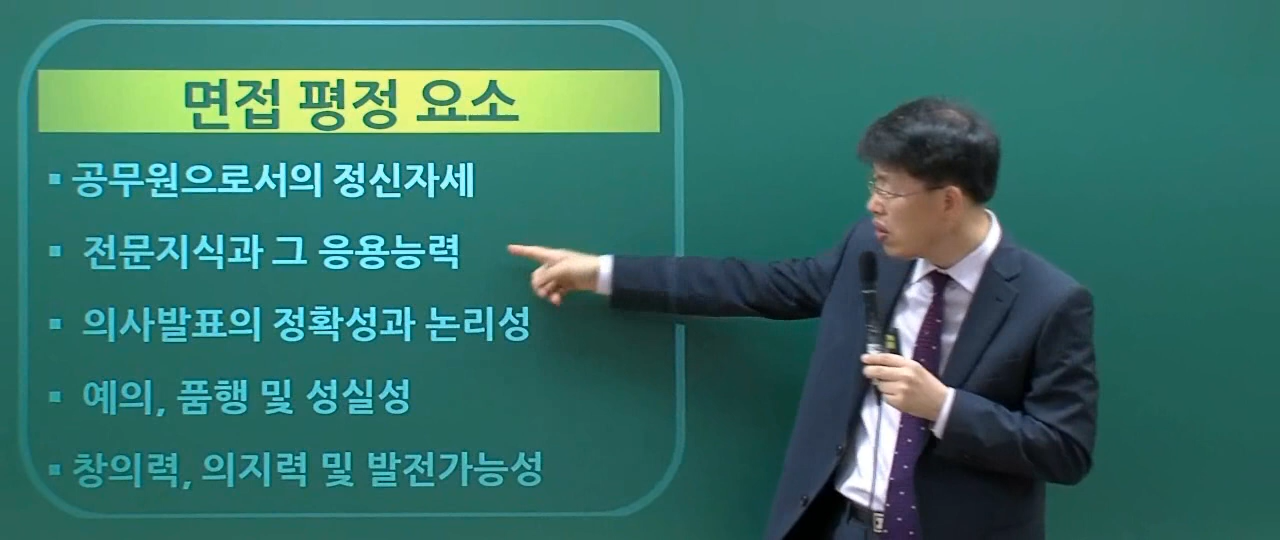 면접 평정 요소
▪ 공무원으로서의 정신자세
▪ 전문지식과 그 응용능력
▪ 의사발표의 정확성과 논리성
▪ 예의, 품행 및 성실성
▪ 창의력, 의지력 및 발전가능성